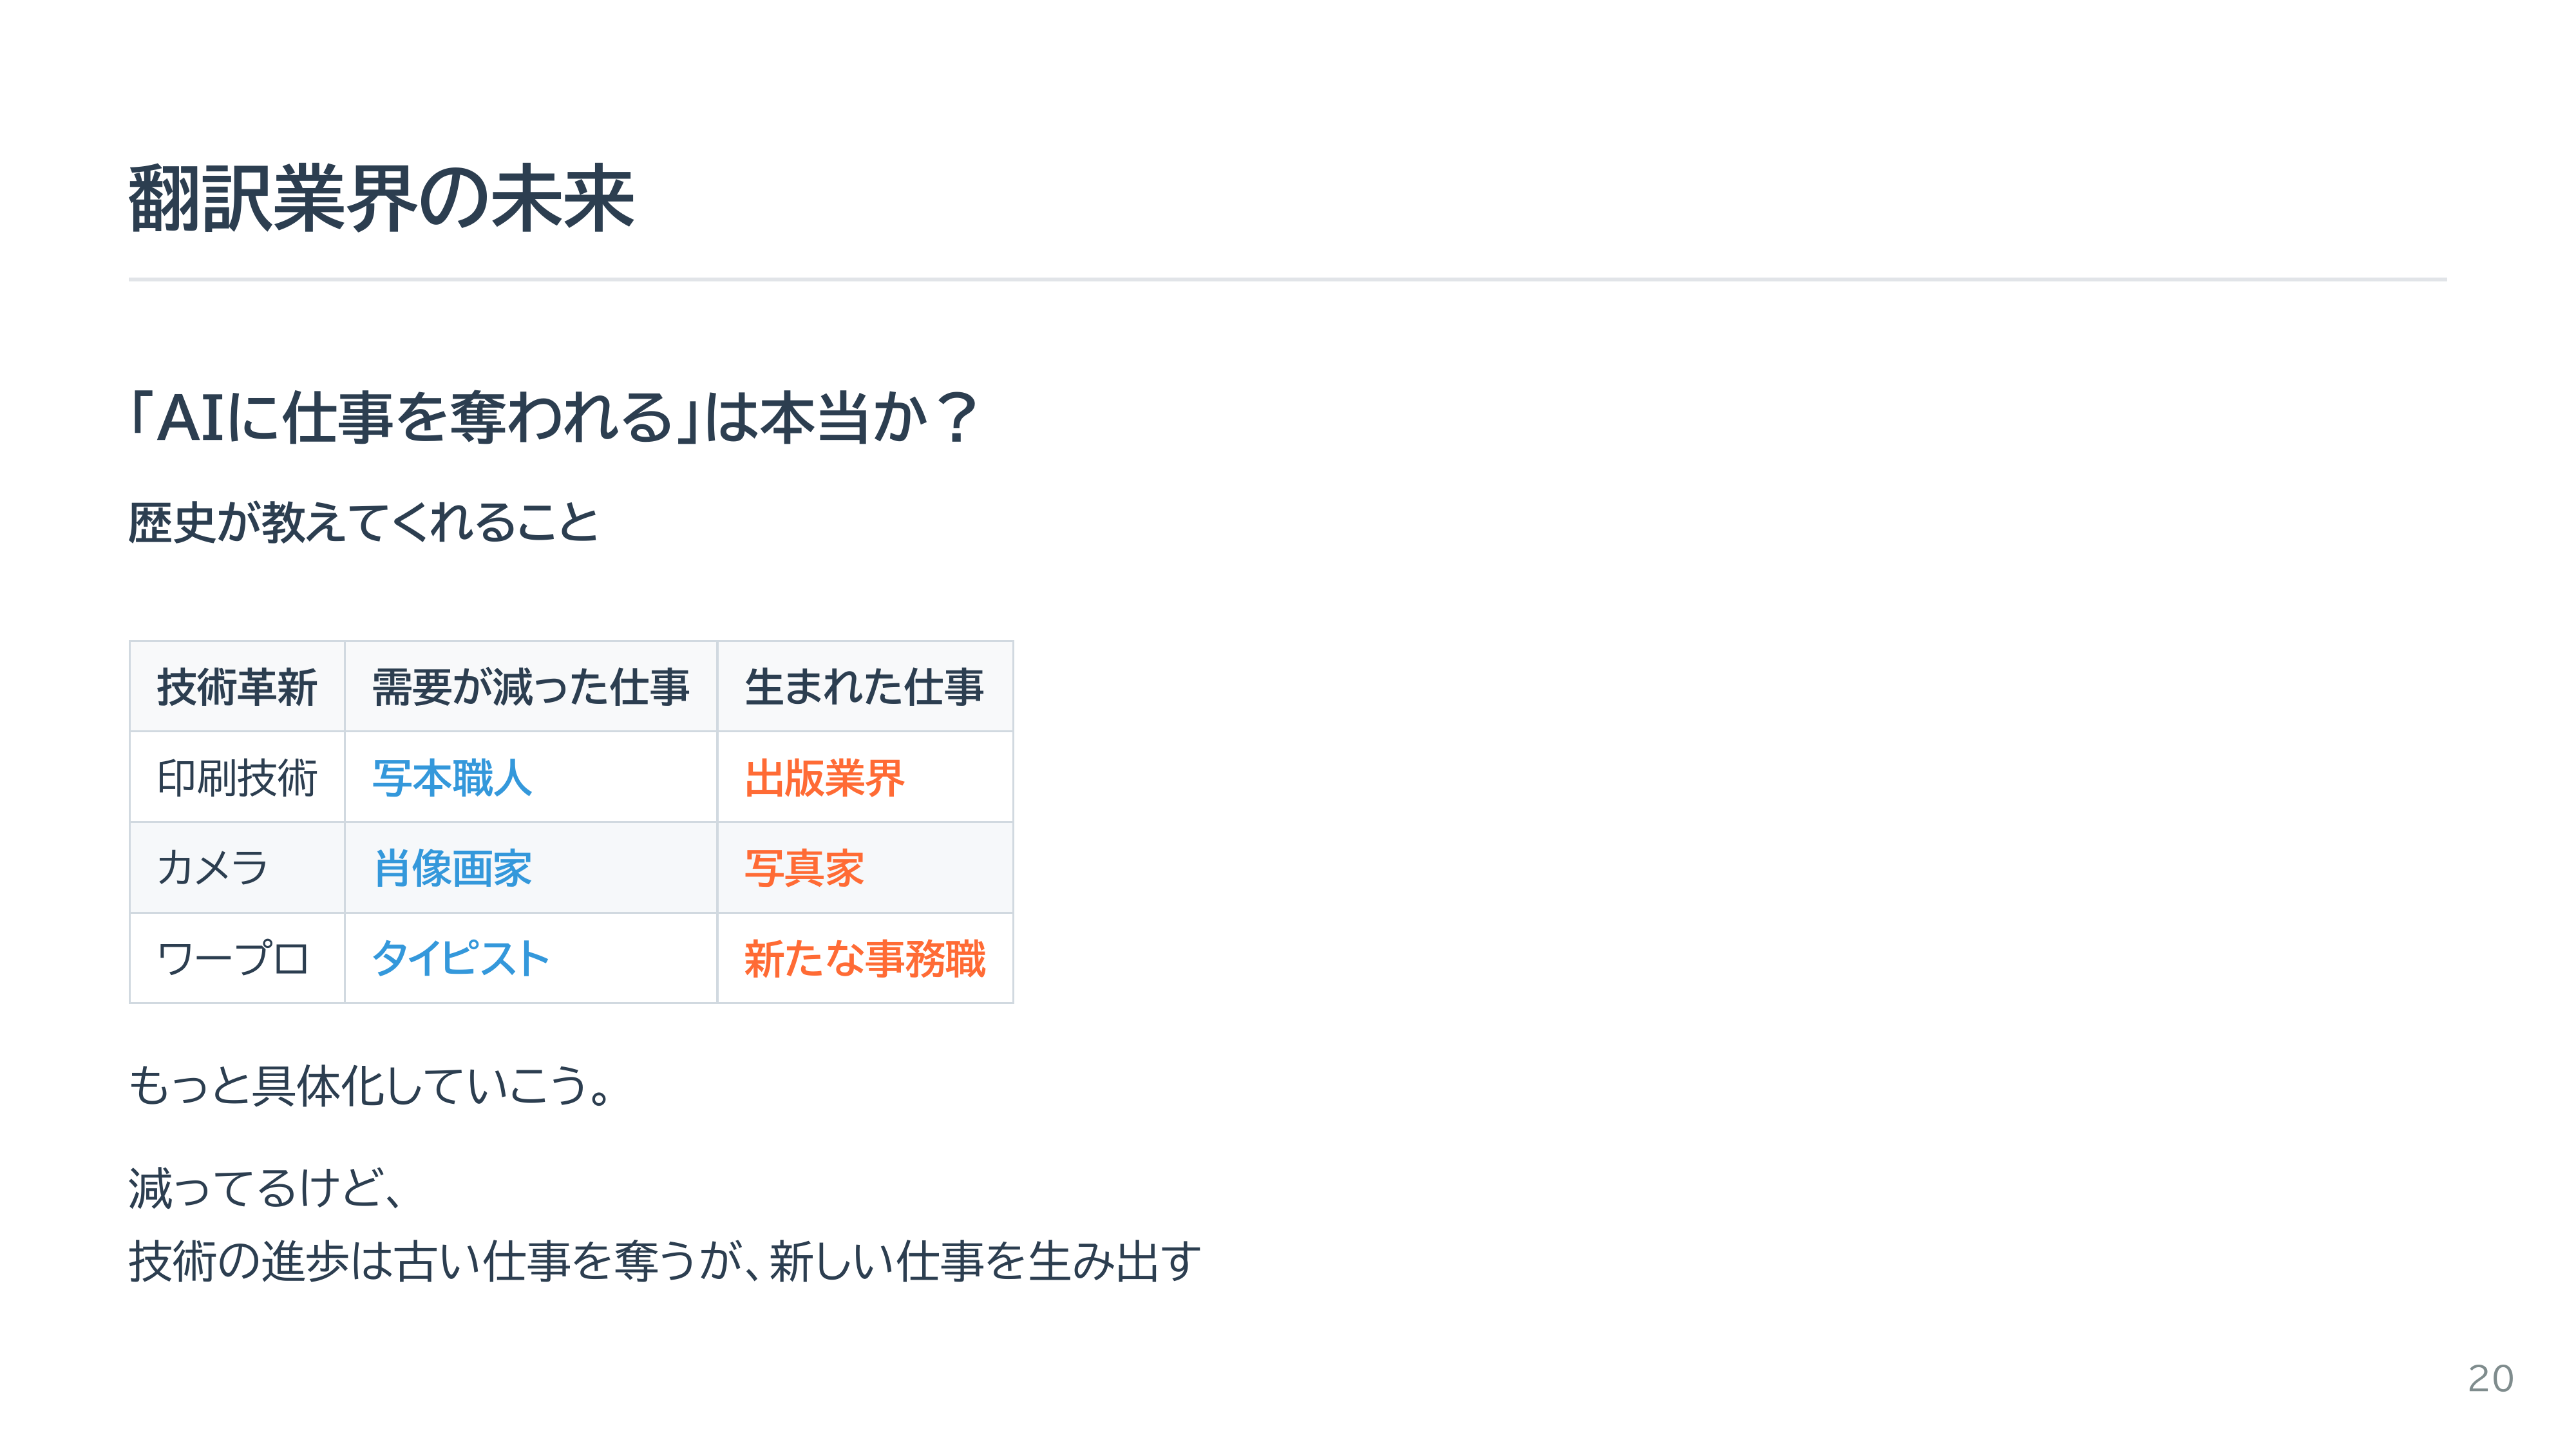 翻訳業界の未来
「AIに仕事を奪われる」は本当か？
歴史が教えてくれること
技術革新 需要が減った仕事 生まれた仕事
印刷技術 写本職人 出版業界
カメラ 肖像画家 写真家
ワープロ タイピスト 新たな事務職
もっと具体化していこう。
減ってるけど、
技術の進歩は古い仕事を奪うが、新しい仕事を生み出す
20